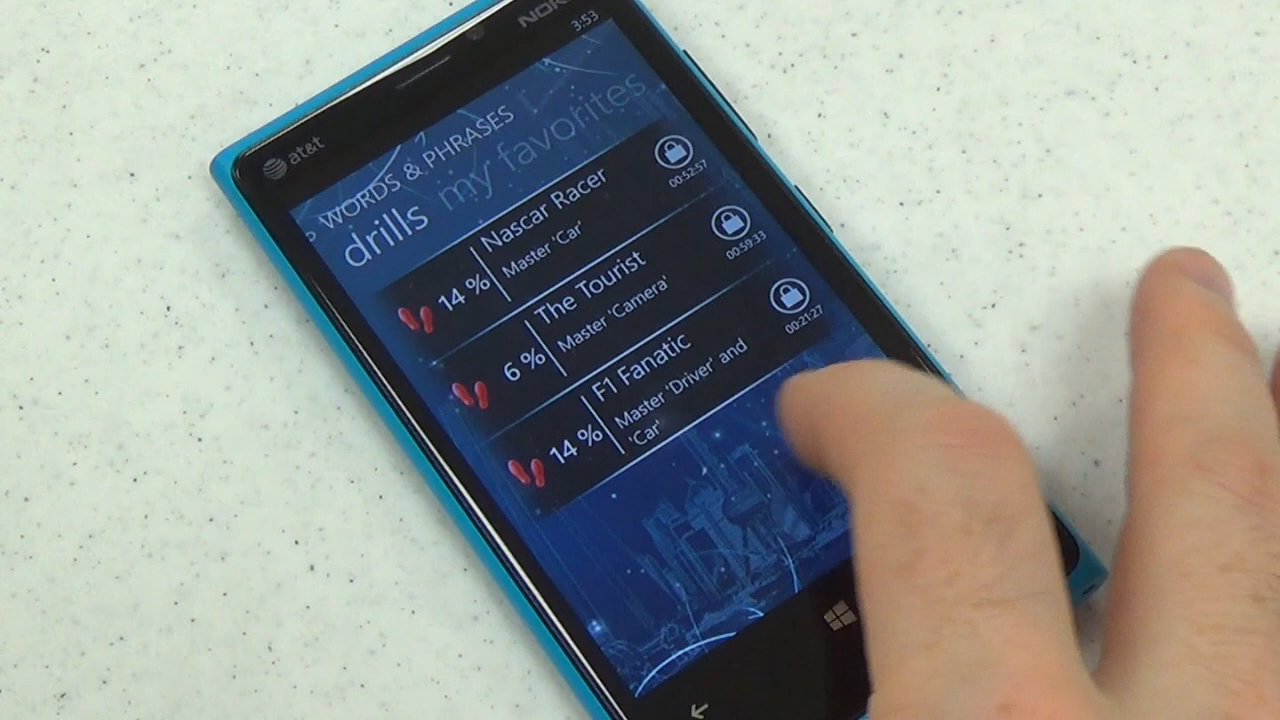 at&t
NOK
3:53
WORDS & PHRASES
drills my favorites
14 %
Nascar Racer
Master 'Car'
00:52:57
6 %
The Tourist
Master 'Camera'
00:59:33
14 %
F1 Fanatic
Master 'Driver' and
'Car'
00:21:27